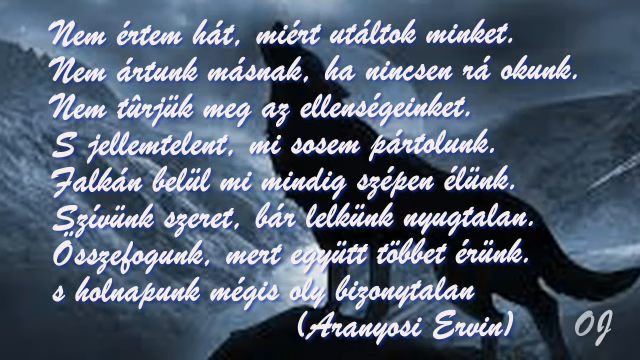 Nem értem hát, miért utáltok minket.
Nem ártunk másnak, ha nincsen rá okunk.
Nem tûrjük meg az ellenségeinket.
S jellemtelent, mi sosem pártolunk.
Falkán belül mi mindig szépen élünk.
Szívünk szeret, bár lelkünk nyugtalan.
Összefogunk, mert együtt többet érünk.
s holnapunk mégis oly bizonytalan
(Aranyosi Ervin)
OJ